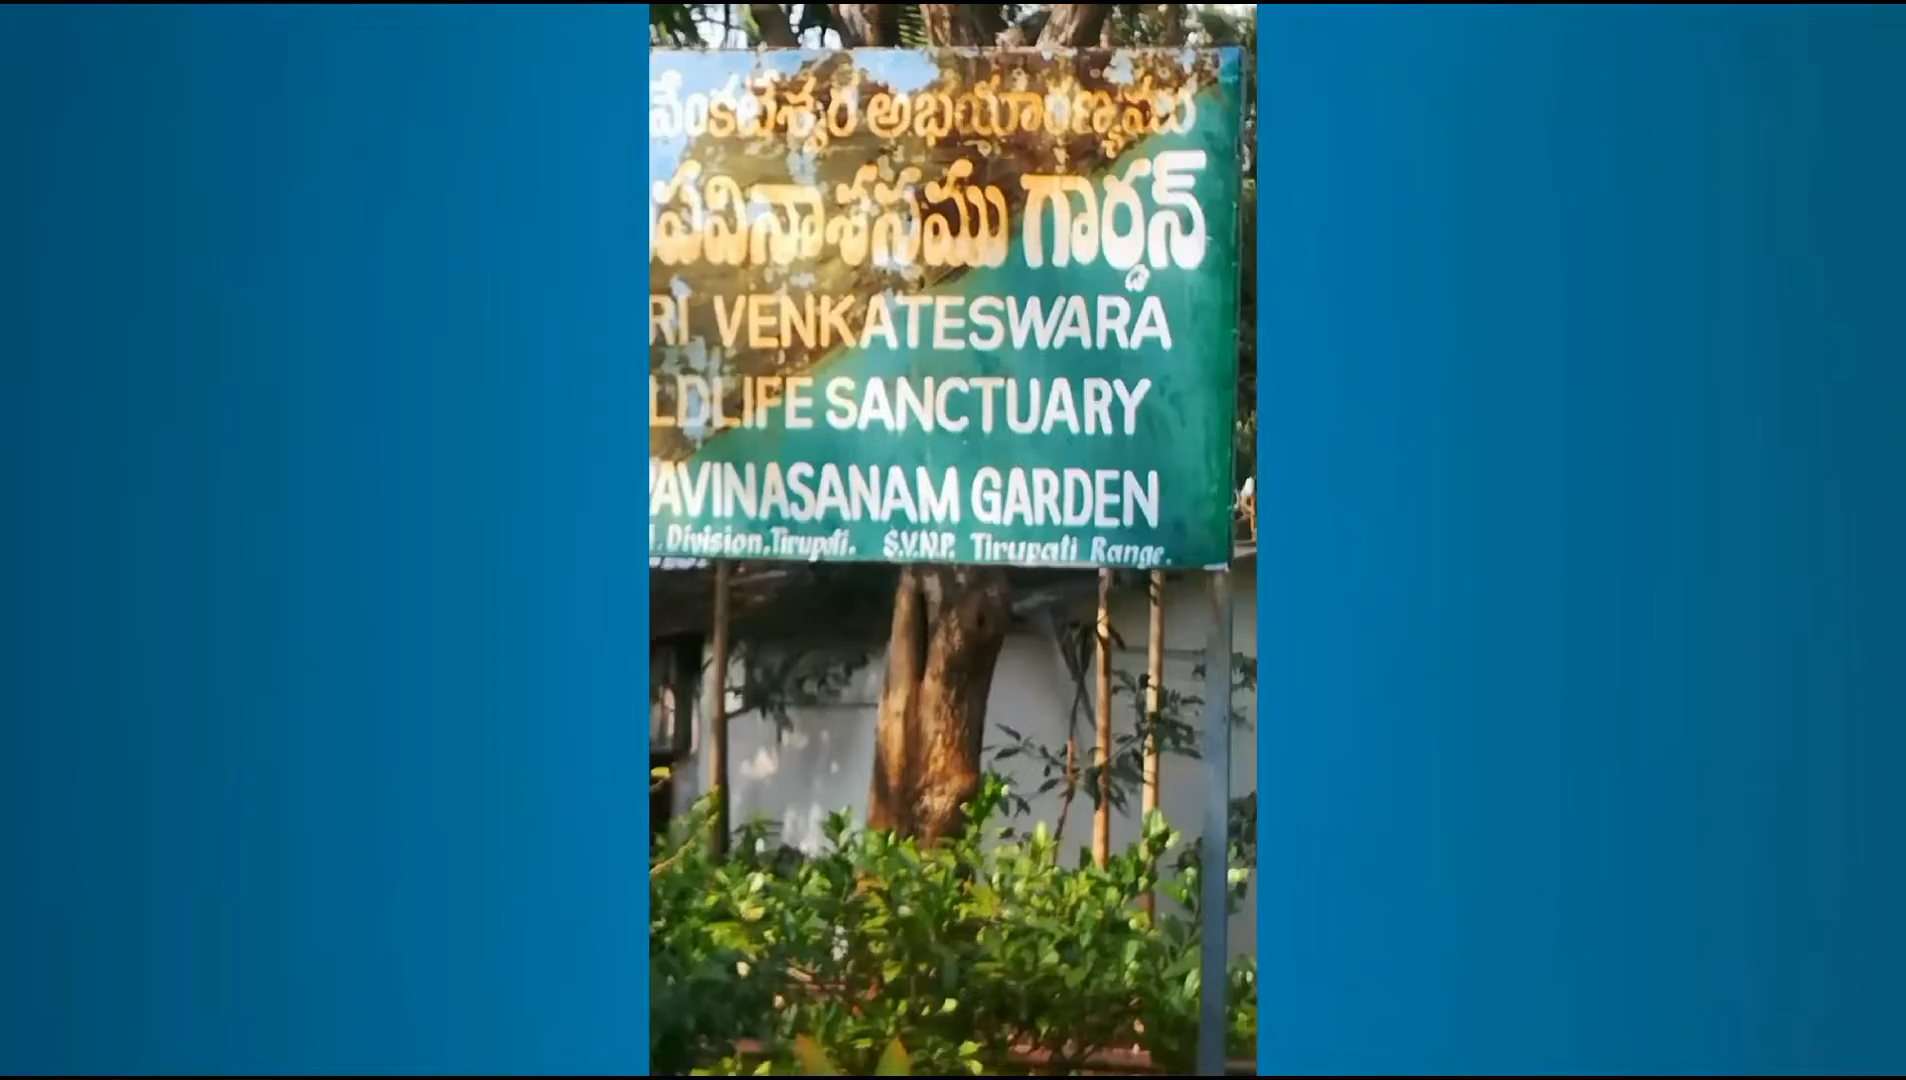 వేంకటేశ్వర అభయారణ్యము
పవినాశనము గార్డన్
RI VENKATESWARA
LDLIFE SANCTUARY
AVINASANAM GARDEN
Division, Tirupati. S.V.N.P. Tirupati Range.